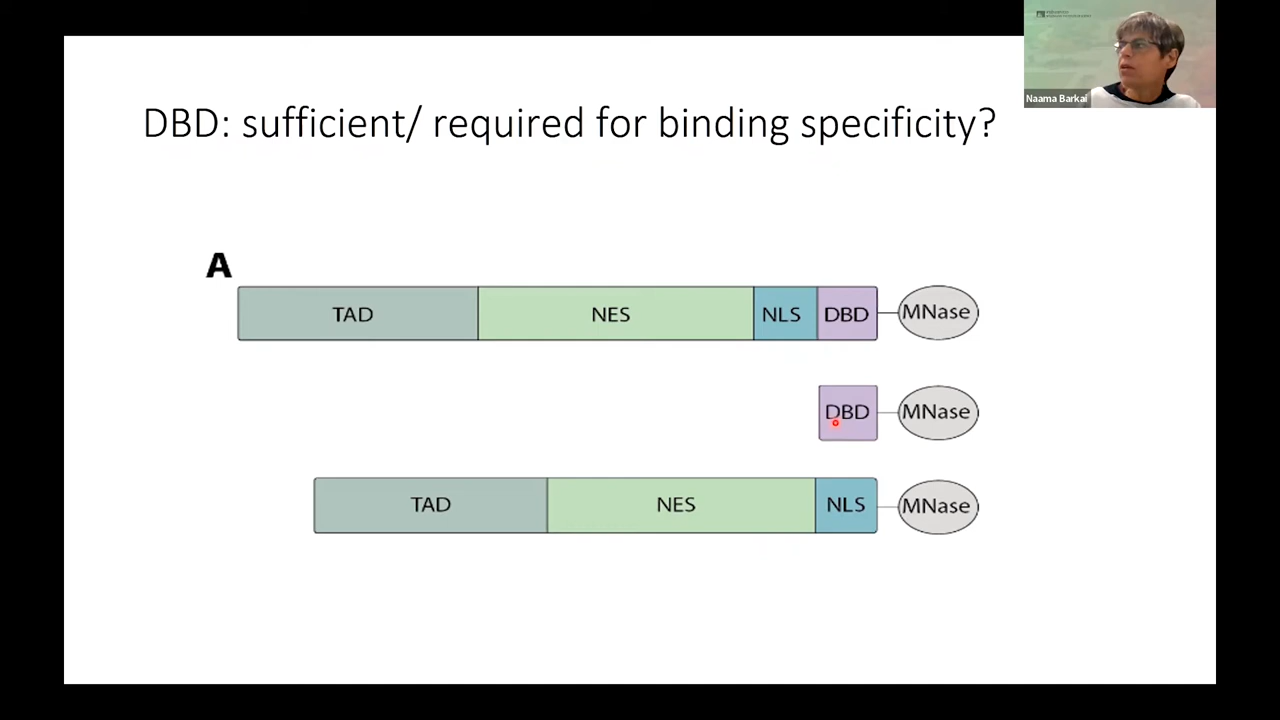 Naama Barkai
DBD: sufficient/ required for binding specificity?
A
TAD NES NLS DBD MNase
DBD MNase
TAD NES NLS MNase